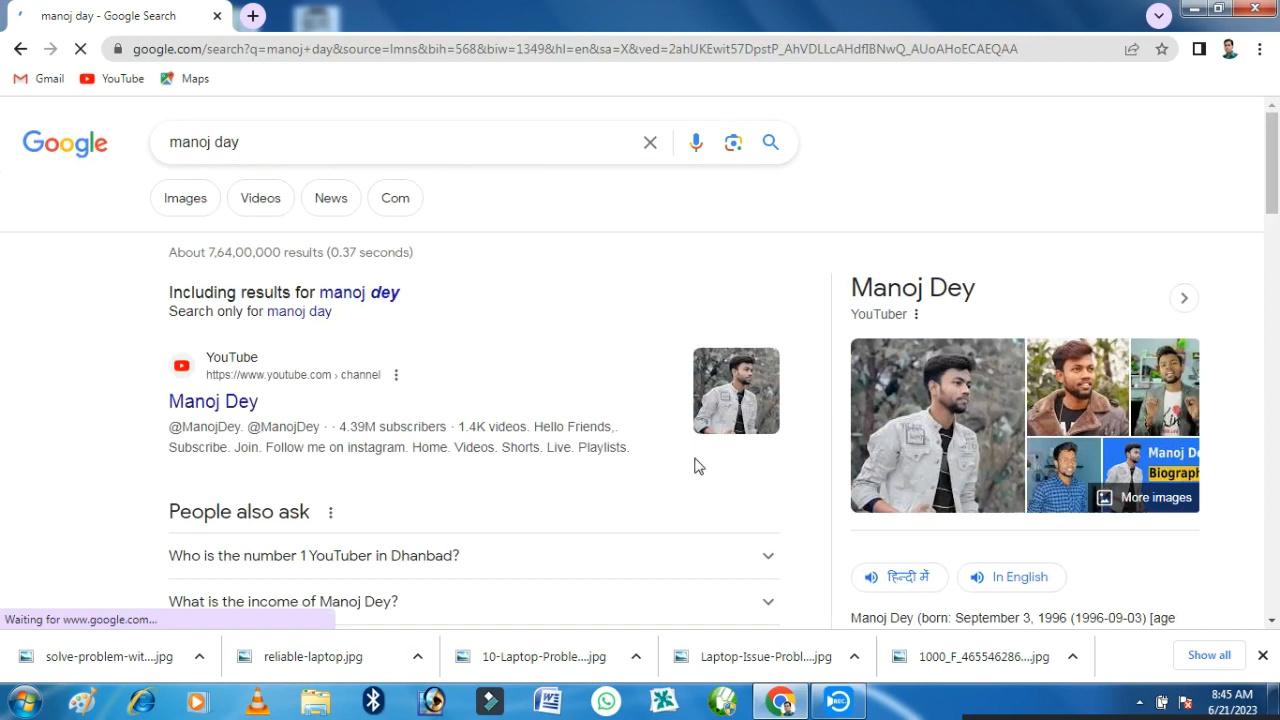 manoj day - Google Search
google.com/search?q=manoj+day&source=lmns&bih=568&biw=1349&hl=en&sa=X&ved=2ahUKEwit57DpstP_AhVDLLcAHdfIBNwQ_AUoAHoECAEQAA
Gmail YouTube Maps
Google
manoj day
Images Videos News Com
About 7,64,00,000 results (0.37 seconds)
Including results for manoj dey
Search only for manoj day
YouTube
https://www.youtube.com › channel
Manoj Dey
@ManojDey. @ManojDey · · 4.39M subscribers · 1.4K videos. Hello Friends,.
Subscribe. Join. Follow me on instagram. Home. Videos. Shorts. Live. Playlists.
People also ask
Who is the number 1 YouTuber in Dhanbad?
What is the income of Manoj Dey?
Manoj Dey
YouTuber
Manoj De
Biograph
More images
हिन्दी में In English
Manoj Dey (born: September 3, 1996 (1996-09-03) [age
Waiting for www.google.com...
solve-problem-wit....jpg reliable-laptop.jpg 10-Laptop-Proble....jpg Laptop-Issue-Probl....jpg 1000_F_465546286....jpg Show all
REC
8:45 AM
6/21/2023